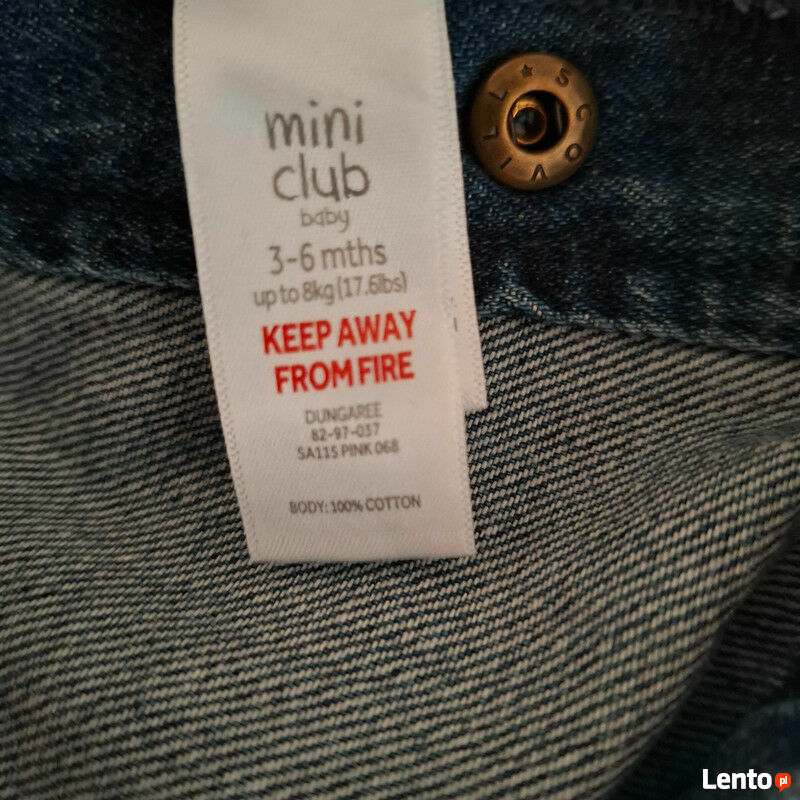 mini
club
baby
3-6 mths
up to 8kg (17.6lbs)
KEEP AWAY
FROM FIRE
DUNGAREE
82-97-037
SA115 PINK 068
BODY: 100% COTTON
SCOVILL
Lento pl